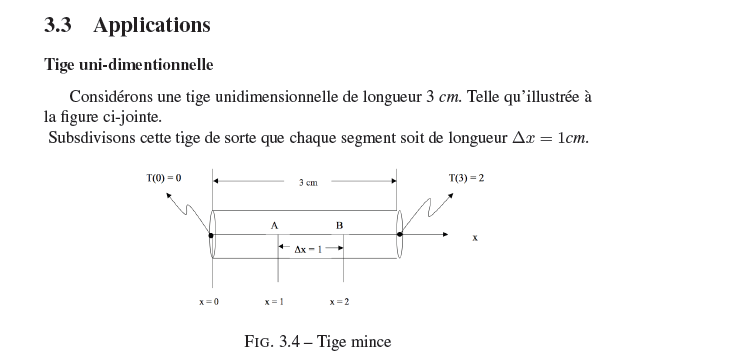 3.3 Applications
Tige uni-dimentionnelle
Considérons une tige unidimensionnelle de longueur 3 cm. Telle qu'illustrée à
la figure ci-jointe.
Subsdivisons cette tige de sorte que chaque segment soit de longueur Δx = 1cm.
T(0) = 0
3 cm
T(3) = 2
A
B
Δx = 1
x
x = 0
x = 1
x = 2
FIG. 3.4 – Tige mince